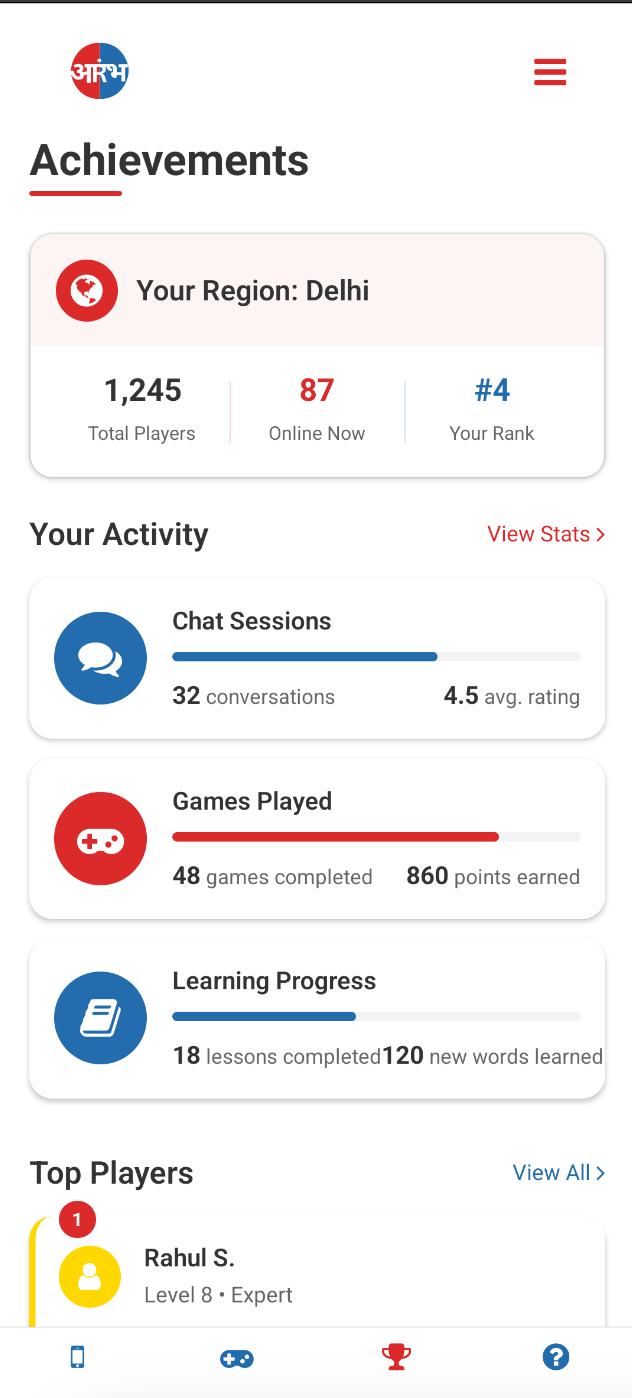 आरंभ
Achievements
Your Region: Delhi
1,245 87 #4
Total Players Online Now Your Rank
Your Activity View Stats >
Chat Sessions
32 conversations 4.5 avg. rating
Games Played
48 games completed 860 points earned
Learning Progress
18 lessons completed120 new words learned
Top Players View All >
1
Rahul S.
Level 8 • Expert
?